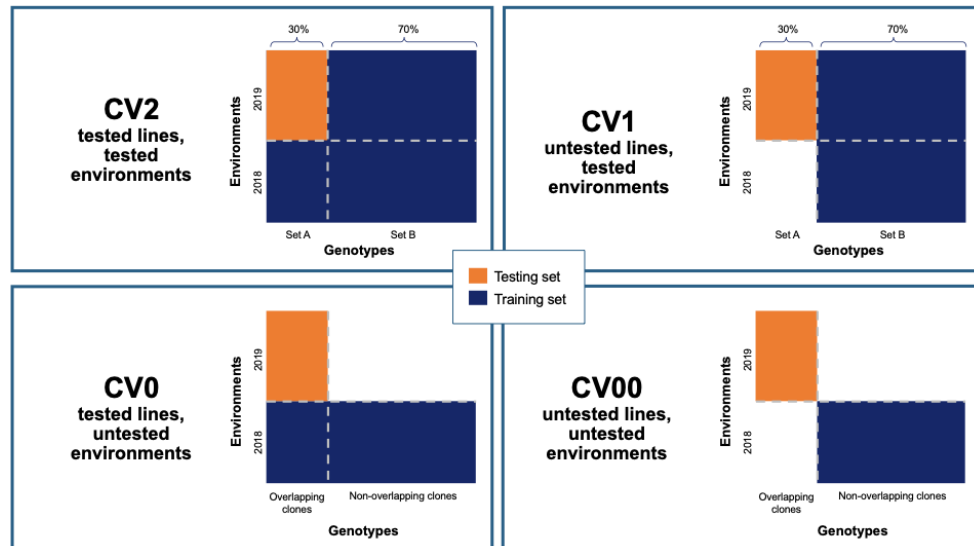 30%
70%
CV2
tested lines,
tested
environments
Environments
2019
2018
Set A
Set B
Genotypes
30%
70%
CV1
untested lines,
tested
environments
Environments
2019
2018
Set A
Set B
Genotypes
Testing set
Training set
CV0
tested lines,
untested
environments
Environments
2019
2018
Overlapping
clones
Non-overlapping clones
Genotypes
CV00
untested lines,
untested
environments
Environments
2019
2018
Overlapping
clones
Non-overlapping clones
Genotypes